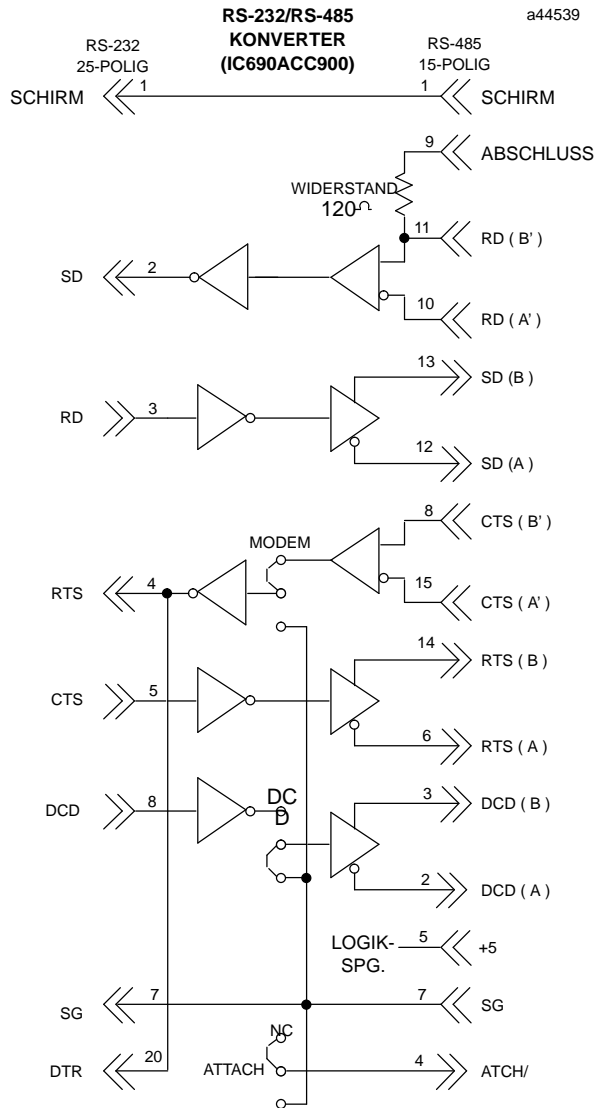 RS-232/RS-485
KONVERTER
(IC690ACC900)
a44539
RS-232
25-POLIG
RS-485
15-POLIG
SCHIRM 1 1 SCHIRM
9 ABSCHLUSS
WIDERSTAND
120Ω
11 RD ( B' )
SD 2
10 RD ( A' )
13 SD (B )
RD 3
12 SD (A )
8 CTS ( B' )
MODEM
RTS 4
15 CTS ( A' )
14 RTS ( B )
CTS 5
6 RTS ( A )
DCD 8
DC
D
3 DCD ( B )
2 DCD ( A )
LOGIK-
SPG.
5 +5
SG 7 7 SG
NC
DTR 20 ATTACH 4 ATCH/